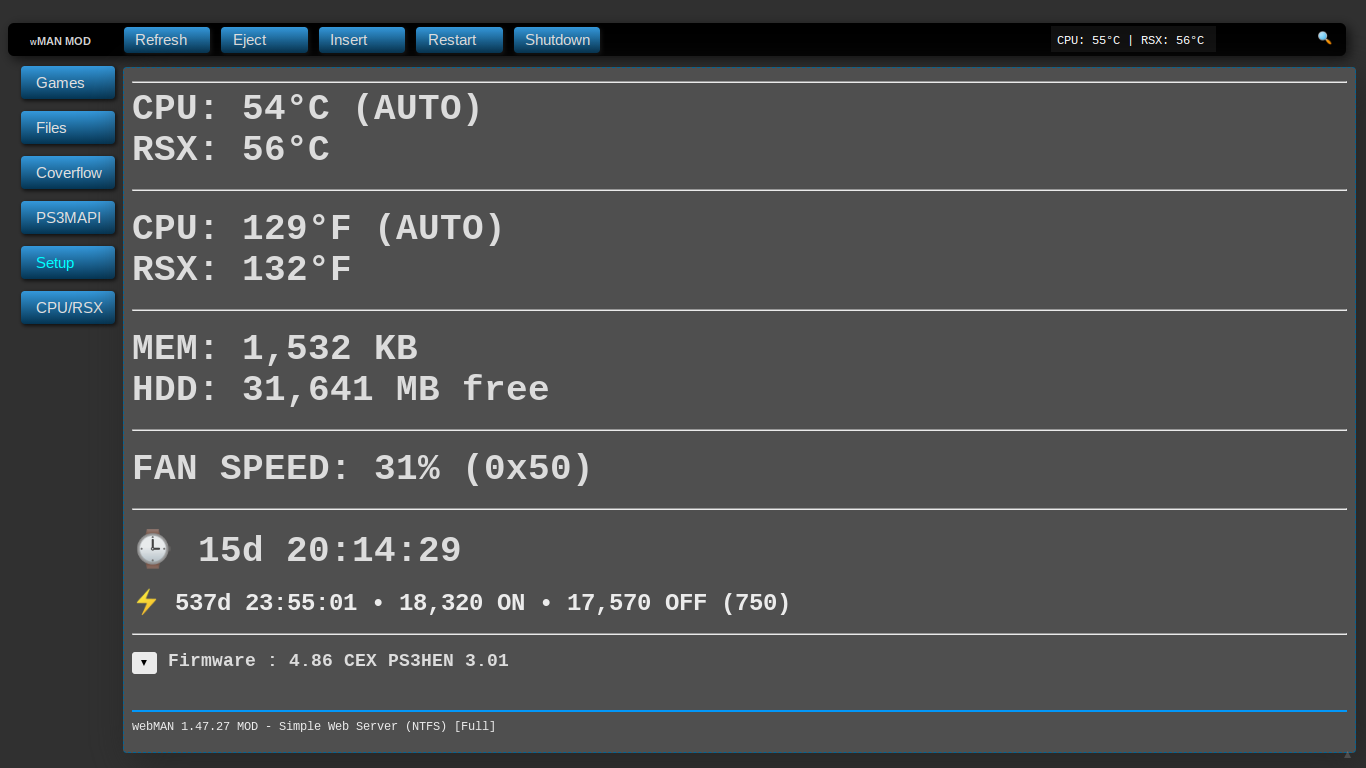 wMAN MOD Refresh Eject Insert Restart Shutdown CPU: 55°C | RSX: 56°C
Games
Files
Coverflow
PS3MAPI
Setup
CPU/RSX
CPU: 54°C (AUTO)
RSX: 56°C
CPU: 129°F (AUTO)
RSX: 132°F
MEM: 1,532 KB
HDD: 31,641 MB free
FAN SPEED: 31% (0x50)
15d 20:14:29
537d 23:55:01 • 18,320 ON • 17,570 OFF (750)
Firmware : 4.86 CEX PS3HEN 3.01
webMAN 1.47.27 MOD - Simple Web Server (NTFS) [Full]